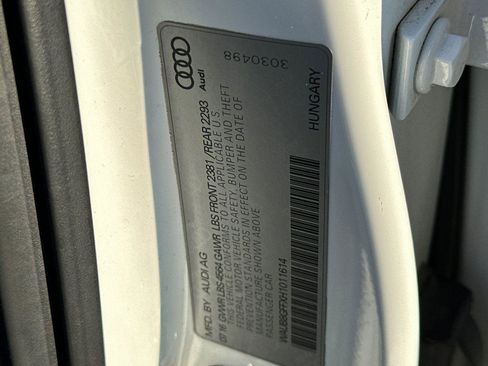 MFD. BY AUDI AG
07 16 GVWR LBS 4564 GAWR LBS FRONT 2381 / REAR 2293
THIS VEHICLE CONFORMS TO ALL APPLICABLE U.S.
FEDERAL MOTOR VEHICLE SAFETY, BUMPER AND THEFT
PREVENTION STANDARDS IN EFFECT ON THE DATE OF
MANUFACTURE SHOWN ABOVE
PASSENGER CAR
WAUB8GFFXH1011614
Audi
3030498
HUNGARY